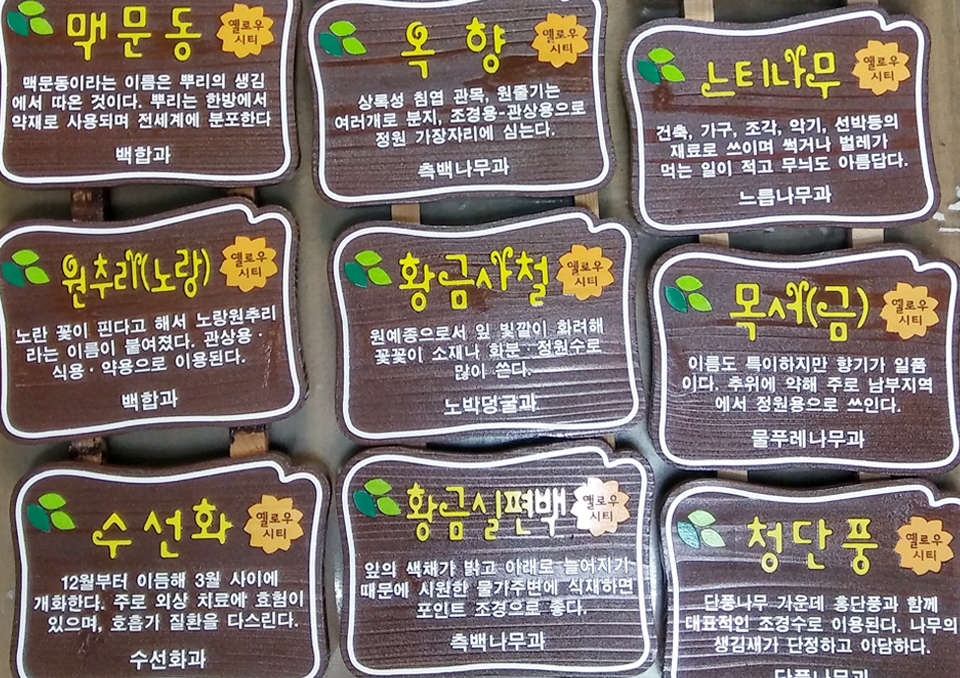 맥문동
옐로우
시티
맥문동이라는 이름은 뿌리의 생김
에서 따온 것이다. 뿌리는 한방에서
약재로 사용되며 전세계에 분포한다
백합과
옥향
옐로우
시티
상록성 침엽 관목, 원줄기는
여러개로 분지, 조경용-관상용으로
정원 가장자리에 심는다.
측백나무과
느티나무
옐로우
시티
건축, 가구, 조각, 악기, 선박등의
재료로 쓰이며 썩거나 벌레가
먹는 일이 적고 무늬도 아름답다.
느릅나무과
원추리(노랑)
옐로우
시티
노란 꽃이 핀다고 해서 노랑원추리
라는 이름이 붙여졌다. 관상용·
식용·약용으로 이용된다.
백합과
황금사철
옐로우
시티
원예종으로서 잎 빛깔이 화려해
꽃꽂이 소재나 화분·정원수로
많이 쓴다.
노박덩굴과
목서(금)
옐로우
시티
이름도 특이하지만 향기가 일품
이다. 추위에 약해 주로 남부지역
에서 정원용으로 쓰인다.
물푸레나무과
수선화
옐로우
시티
12월부터 이듬해 3월 사이에
개화한다. 주로 외상 치료에 효험이
있으며, 호흡가 질환을 다스린다.
수선화과
황금실편백
옐로우
시티
잎의 색채가 밝고 아래로 늘어지기
때문에 시원한 물가주변에 식재하면
포인트 조경으로 좋다.
측백나무과
청단풍
옐로우
시티
단풍나무 가운데 홍단풍과 함께
대표적인 조경수로 이용된다. 나무의
생김새가 단정하고 아담하다.
단풍나무과